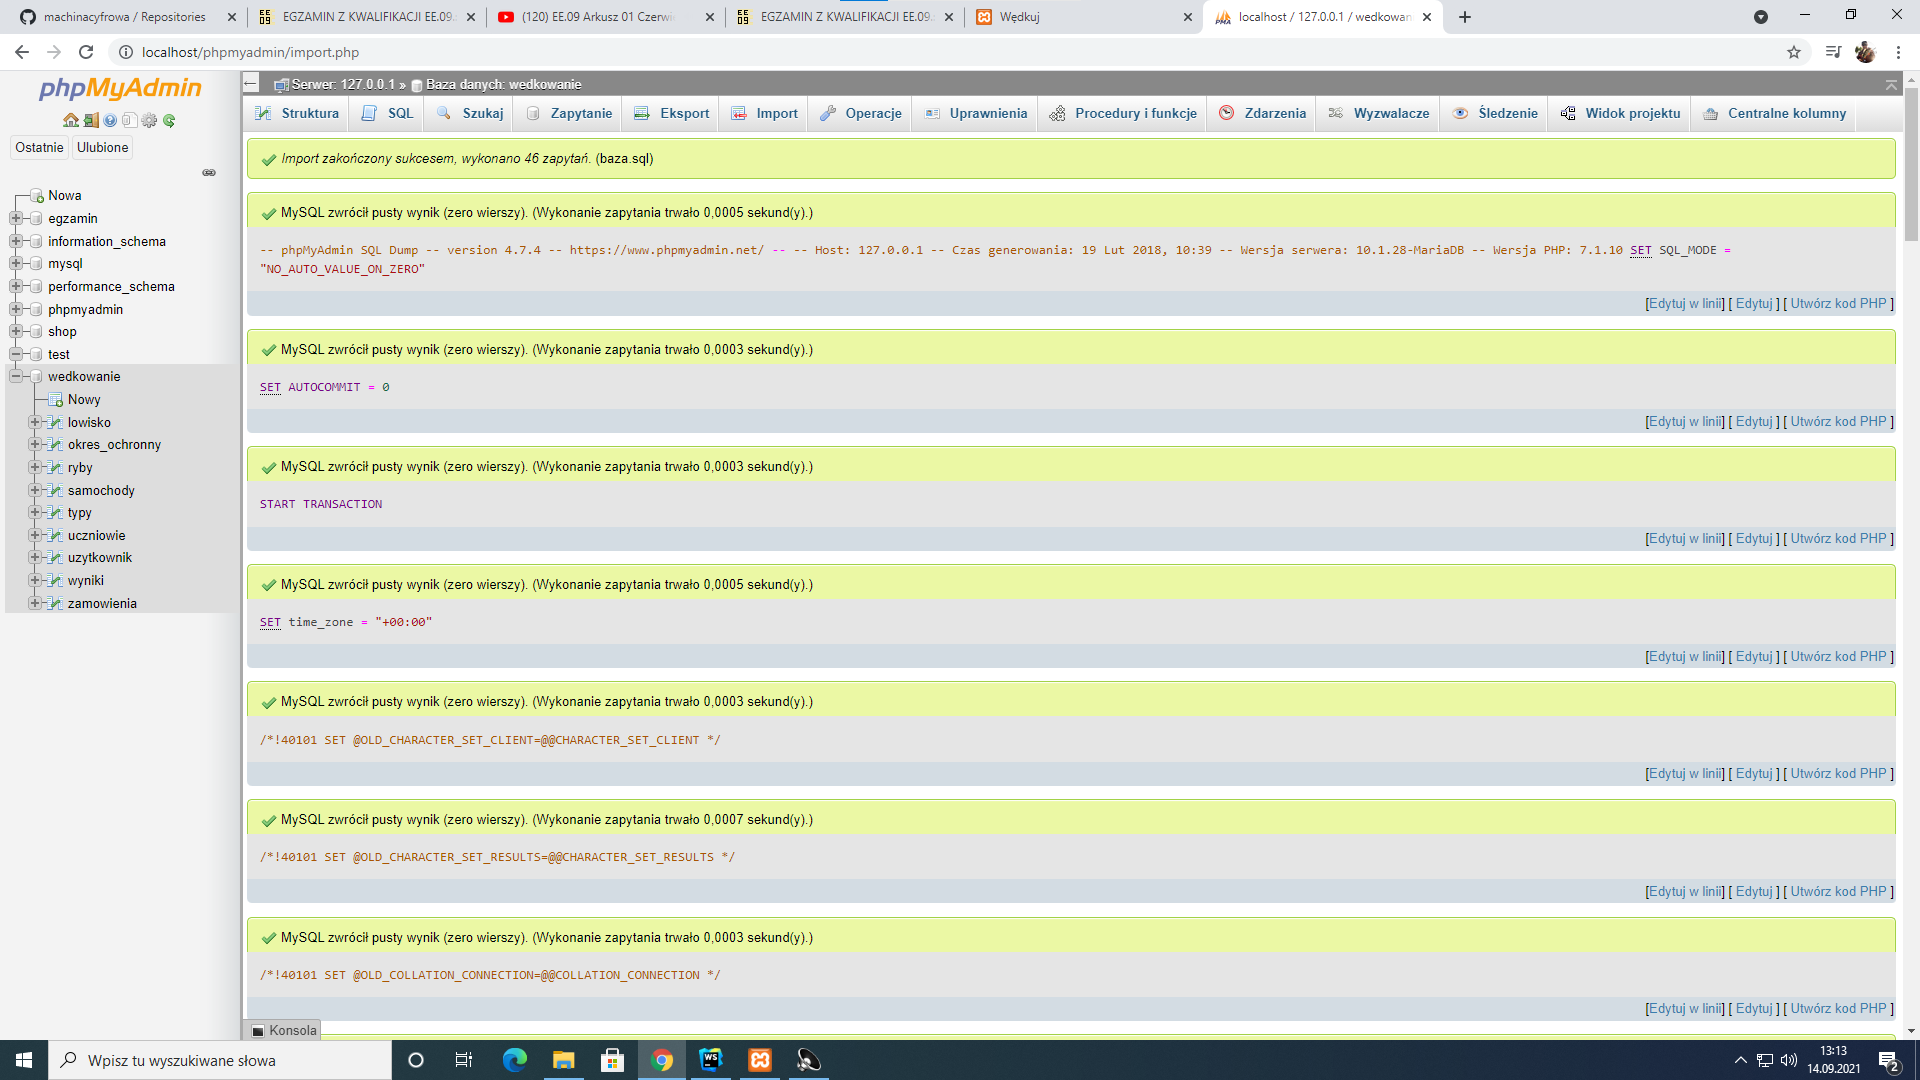 machinacyfrowa / Repositories
EGZAMIN Z KWALIFIKACJI EE.09
(120) EE.09 Arkusz 01 Czerwi
EGZAMIN Z KWALIFIKACJI EE.09
Wędkuj
localhost / 127.0.0.1 / wedkowan
localhost/phpmyadmin/import.php
phpMyAdmin
Ostatnie
Ulubione
Nowa
egzamin
information_schema
mysql
performance_schema
phpmyadmin
shop
test
wedkowanie
Nowy
lowisko
okres_ochronny
ryby
samochody
typy
uczniowie
uzytkownik
wyniki
zamowienia
Serwer: 127.0.0.1 » Baza danych: wedkowanie
Struktura SQL Szukaj Zapytanie Eksport Import Operacje Uprawnienia Procedury i funkcje Zdarzenia Wyzwalacze Śledzenie Widok projektu Centralne kolumny
Import zakończony sukcesem, wykonano 46 zapytań. (baza.sql)
MySQL zwrócił pusty wynik (zero wierszy). (Wykonanie zapytania trwało 0,0005 sekund(y).)
-- phpMyAdmin SQL Dump -- version 4.7.4 -- https://www.phpmyadmin.net/ -- -- Host: 127.0.0.1 -- Czas generowania: 19 Lut 2018, 10:39 -- Wersja serwera: 10.1.28-MariaDB -- Wersja PHP: 7.1.10 SET SQL_MODE =
"NO_AUTO_VALUE_ON_ZERO"
[Edytuj w linii] [ Edytuj ] [ Utwórz kod PHP ]
MySQL zwrócił pusty wynik (zero wierszy). (Wykonanie zapytania trwało 0,0003 sekund(y).)
SET AUTOCOMMIT = 0
[Edytuj w linii] [ Edytuj ] [ Utwórz kod PHP ]
MySQL zwrócił pusty wynik (zero wierszy). (Wykonanie zapytania trwało 0,0003 sekund(y).)
START TRANSACTION
[Edytuj w linii] [ Edytuj ] [ Utwórz kod PHP ]
MySQL zwrócił pusty wynik (zero wierszy). (Wykonanie zapytania trwało 0,0005 sekund(y).)
SET time_zone = "+00:00"
[Edytuj w linii] [ Edytuj ] [ Utwórz kod PHP ]
MySQL zwrócił pusty wynik (zero wierszy). (Wykonanie zapytania trwało 0,0003 sekund(y).)
/*!40101 SET @OLD_CHARACTER_SET_CLIENT=@@CHARACTER_SET_CLIENT */
[Edytuj w linii] [ Edytuj ] [ Utwórz kod PHP ]
MySQL zwrócił pusty wynik (zero wierszy). (Wykonanie zapytania trwało 0,0007 sekund(y).)
/*!40101 SET @OLD_CHARACTER_SET_RESULTS=@@CHARACTER_SET_RESULTS */
[Edytuj w linii] [ Edytuj ] [ Utwórz kod PHP ]
MySQL zwrócił pusty wynik (zero wierszy). (Wykonanie zapytania trwało 0,0003 sekund(y).)
/*!40101 SET @OLD_COLLATION_CONNECTION=@@COLLATION_CONNECTION */
[Edytuj w linii] [ Edytuj ] [ Utwórz kod PHP ]
Konsola
Wpisz tu wyszukiwane słowa
WS
13:13
14.09.2021
2